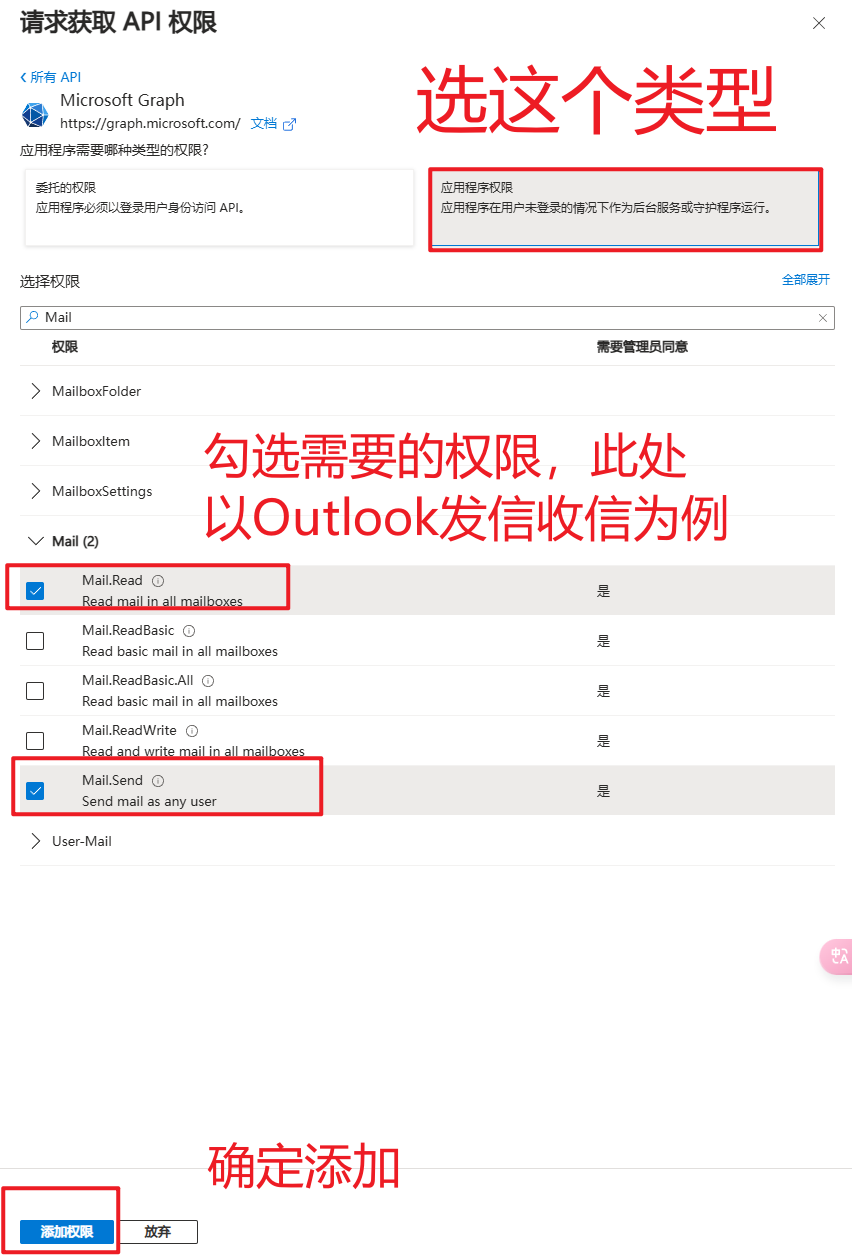 请求获取 API 权限
所有 API
选这个类型
Microsoft Graph
https://graph.microsoft.com/ 文档
应用程序需要哪种类型的权限?
委托的权限
应用程序必须以登录用户身份访问 API。
应用程序权限
应用程序在用户未登录的情况下作为后台服务或守护程序运行。
选择权限
全部展开
Mail
权限 需要管理员同意
MailboxFolder
MailboxItem
勾选需要的权限，此处
以Outlook发信收信为例
MailboxSettings
Mail (2)
Mail.Read
Read mail in all mailboxes
是
Mail.ReadBasic
Read basic mail in all mailboxes
是
Mail.ReadBasic.All
Read basic mail in all mailboxes
是
Mail.ReadWrite
Read and write mail in all mailboxes
是
Mail.Send
Send mail as any user
是
User-Mail
中
A
确定添加
添加权限
放弃